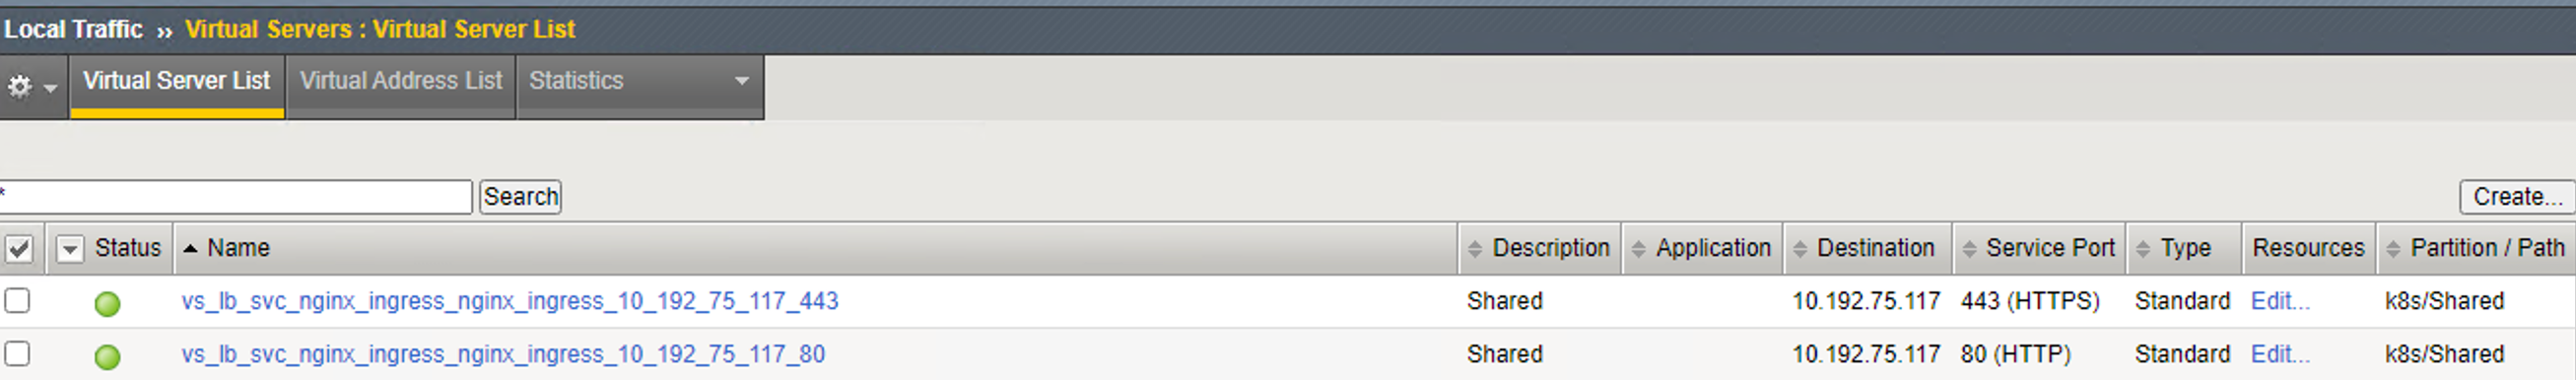 Local Traffic ›› Virtual Servers : Virtual Server List
Virtual Server List Virtual Address List Statistics
* Search Create...
Status Name Description Application Destination Service Port Type Resources Partition / Path
vs_lb_svc_nginx_ingress_nginx_ingress_10_192_75_117_443 Shared 10.192.75.117 443 (HTTPS) Standard Edit... k8s/Shared
vs_lb_svc_nginx_ingress_nginx_ingress_10_192_75_117_80 Shared 10.192.75.117 80 (HTTP) Standard Edit... k8s/Shared